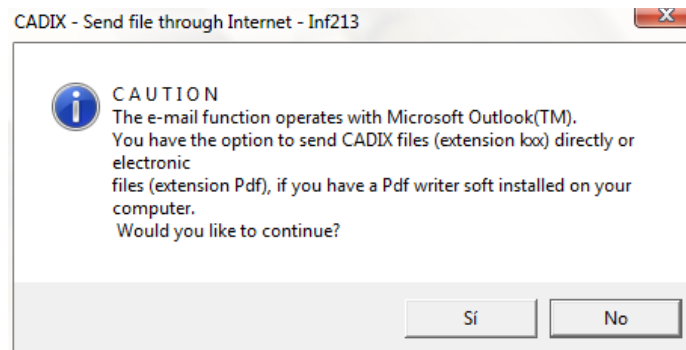 CADIX - Send file through Internet - Inf213
C A U T I O N
The e-mail function operates with Microsoft Outlook(TM).
You have the option to send CADIX files (extension kxx) directly or
electronic
files (extension Pdf), if you have a Pdf writer soft installed on your
computer.
Would you like to continue?
Sí
No